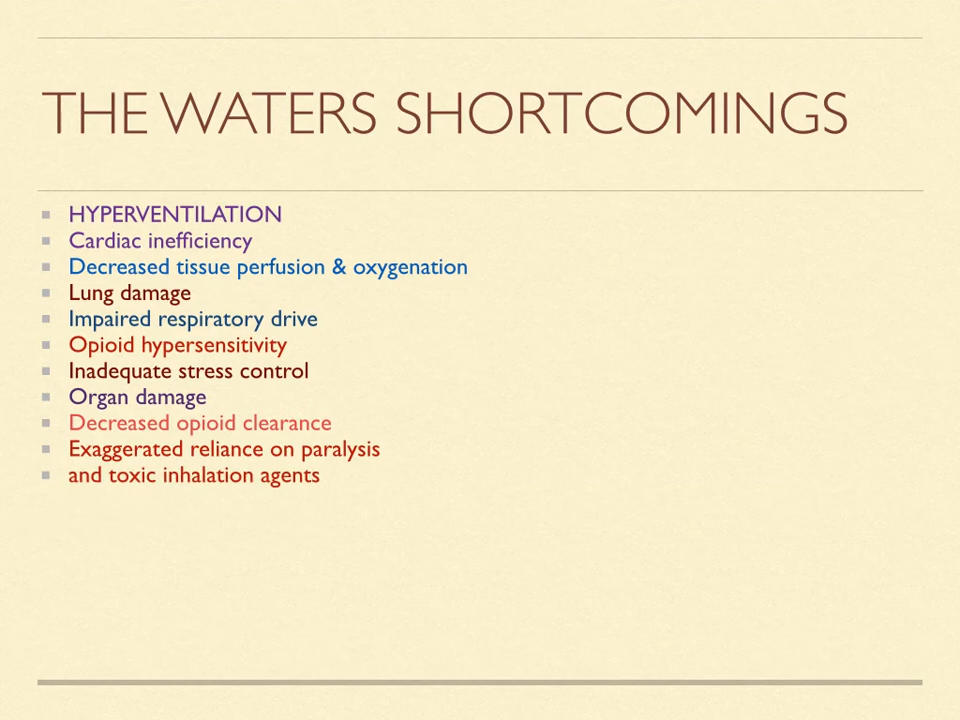 THE WATERS SHORTCOMINGS
HYPERVENTILATION
Cardiac inefficiency
Decreased tissue perfusion & oxygenation
Lung damage
Impaired respiratory drive
Opioid hypersensitivity
Inadequate stress control
Organ damage
Decreased opioid clearance
Exaggerated reliance on paralysis
and toxic inhalation agents